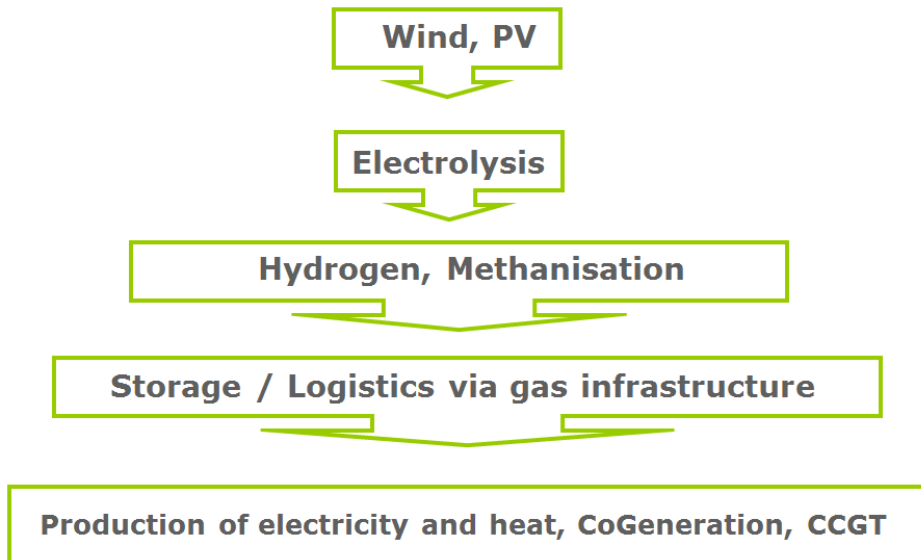 Wind, PV
Electrolysis
Hydrogen, Methanisation
Storage / Logistics via gas infrastructure
Production of electricity and heat, CoGeneration, CCGT